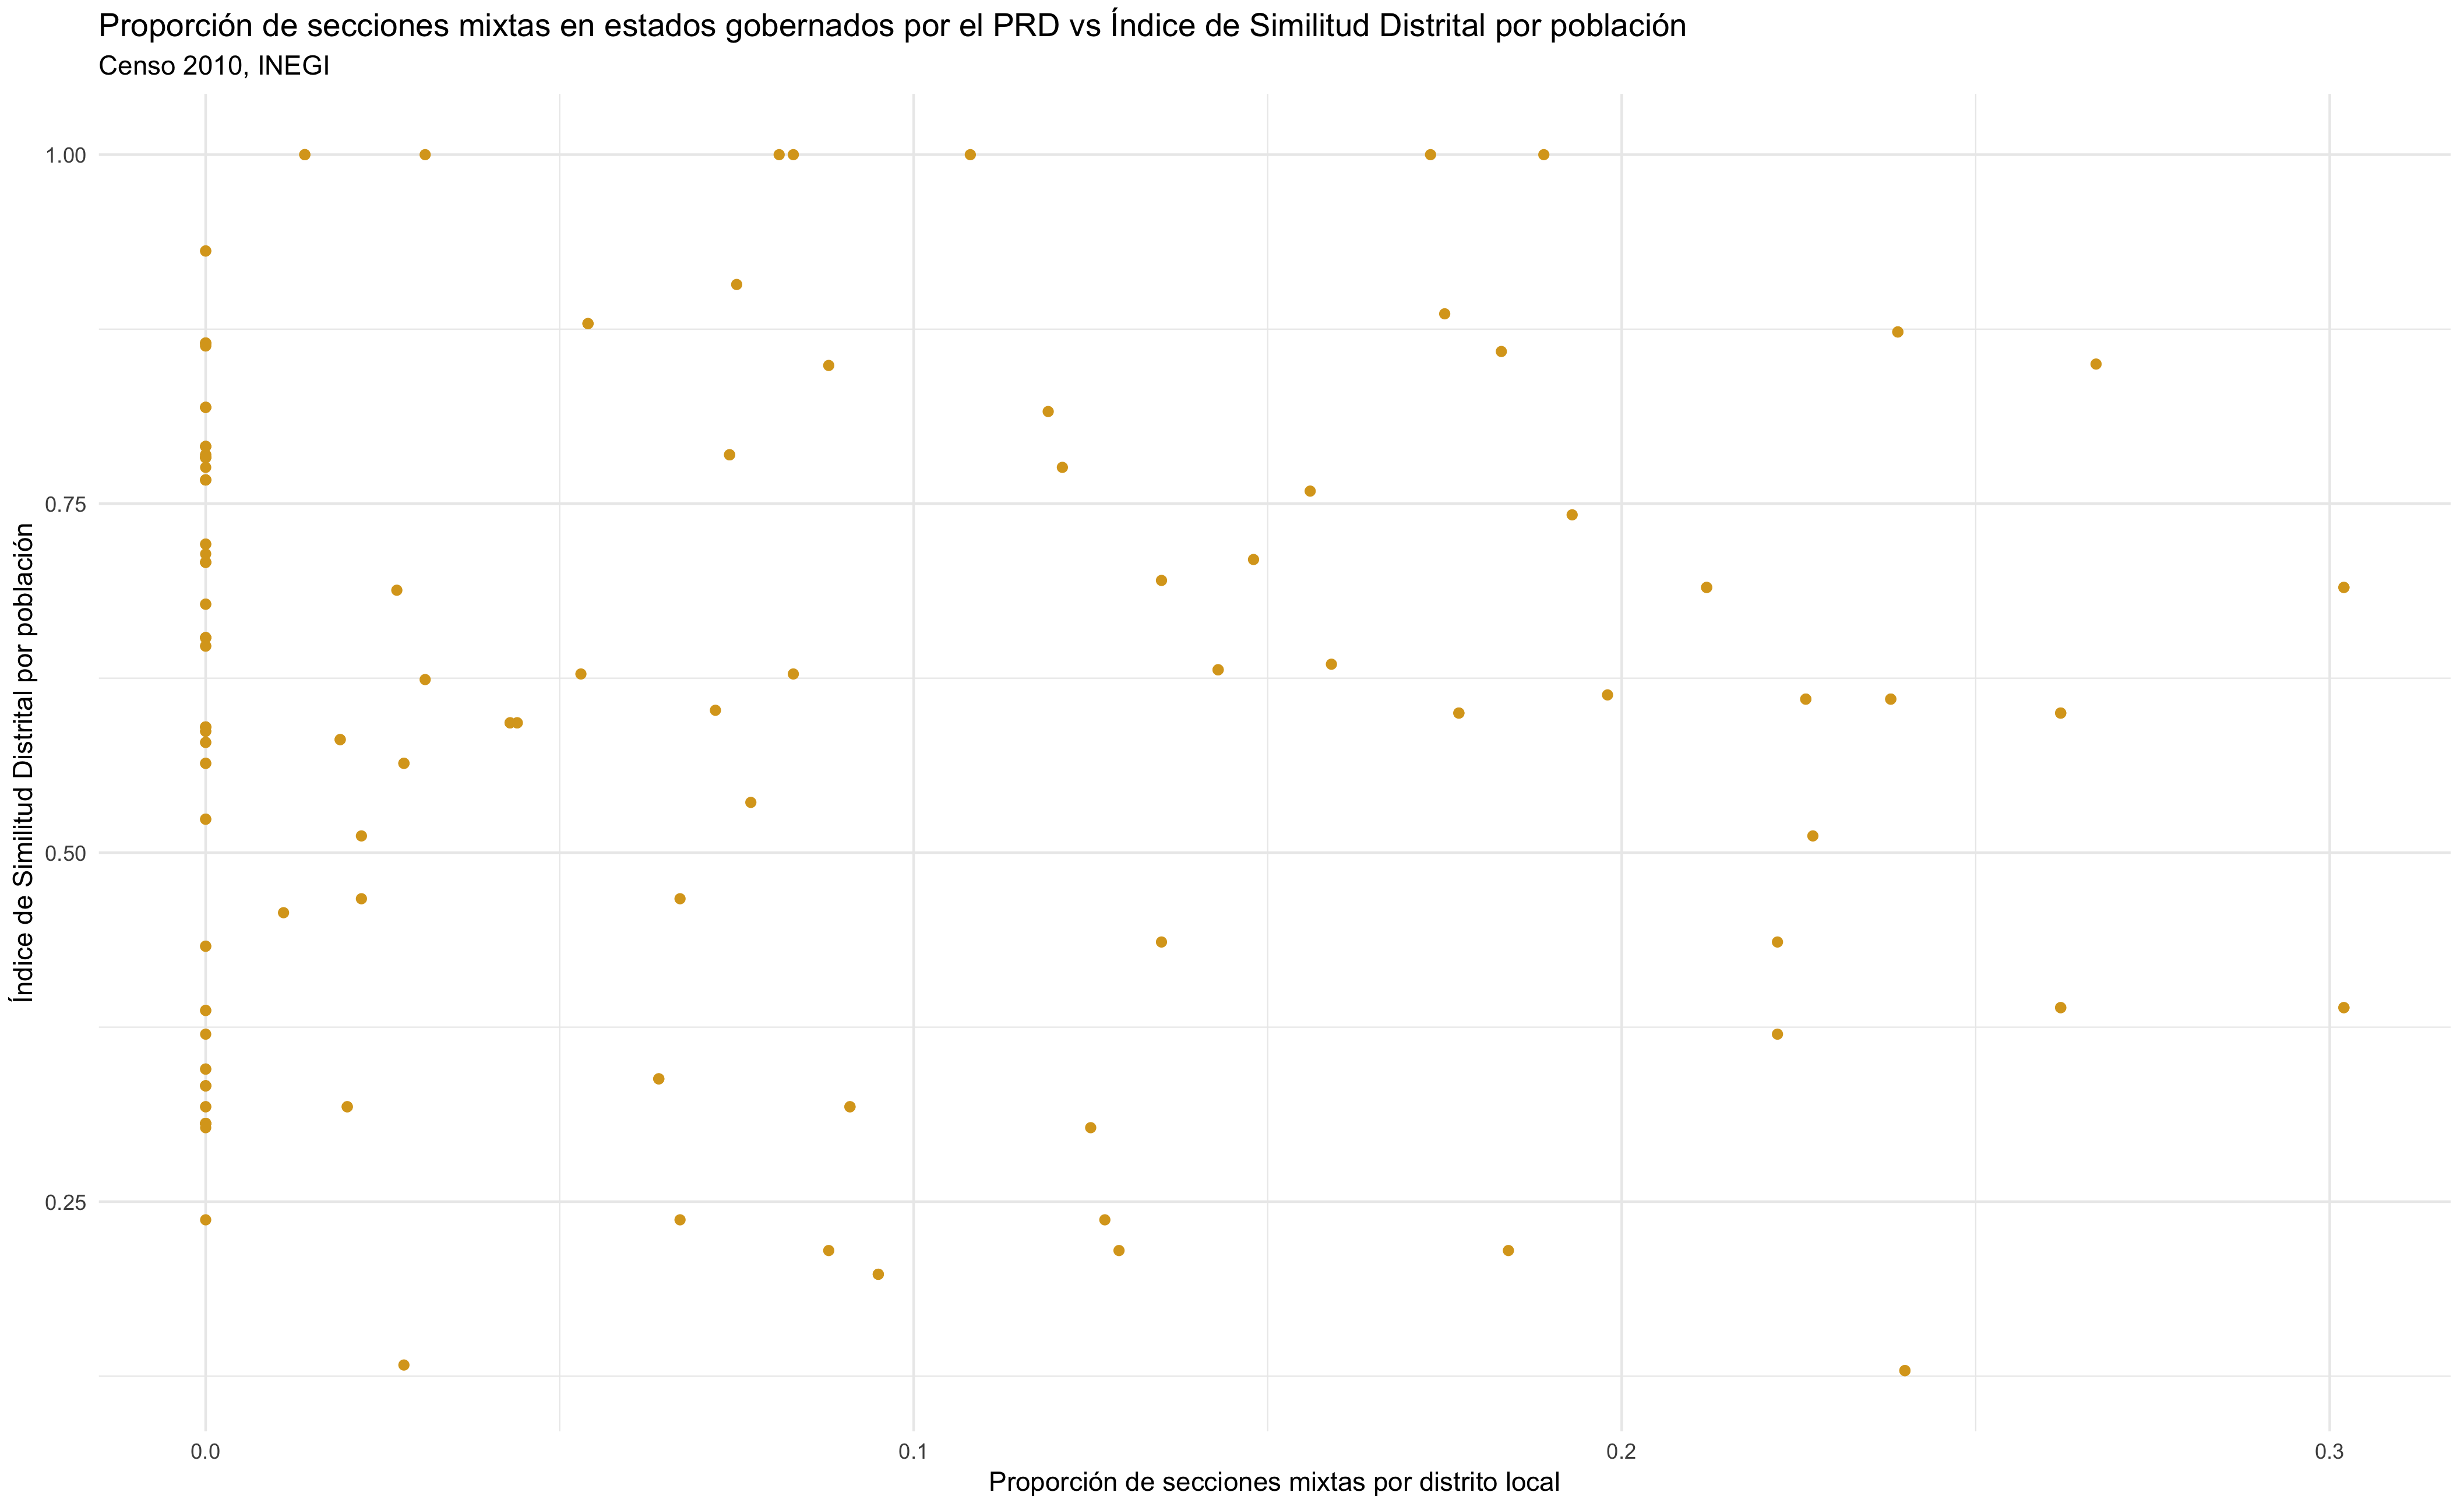 Proporción de secciones mixtas en estados gobernados por el PRD vs Índice de Similitud Distrital por población
Censo 2010, INEGI
Índice de Similitud Distrital por población
1.00
0.75
0.50
0.25
0.0
0.1
0.2
0.3
Proporción de secciones mixtas por distrito local